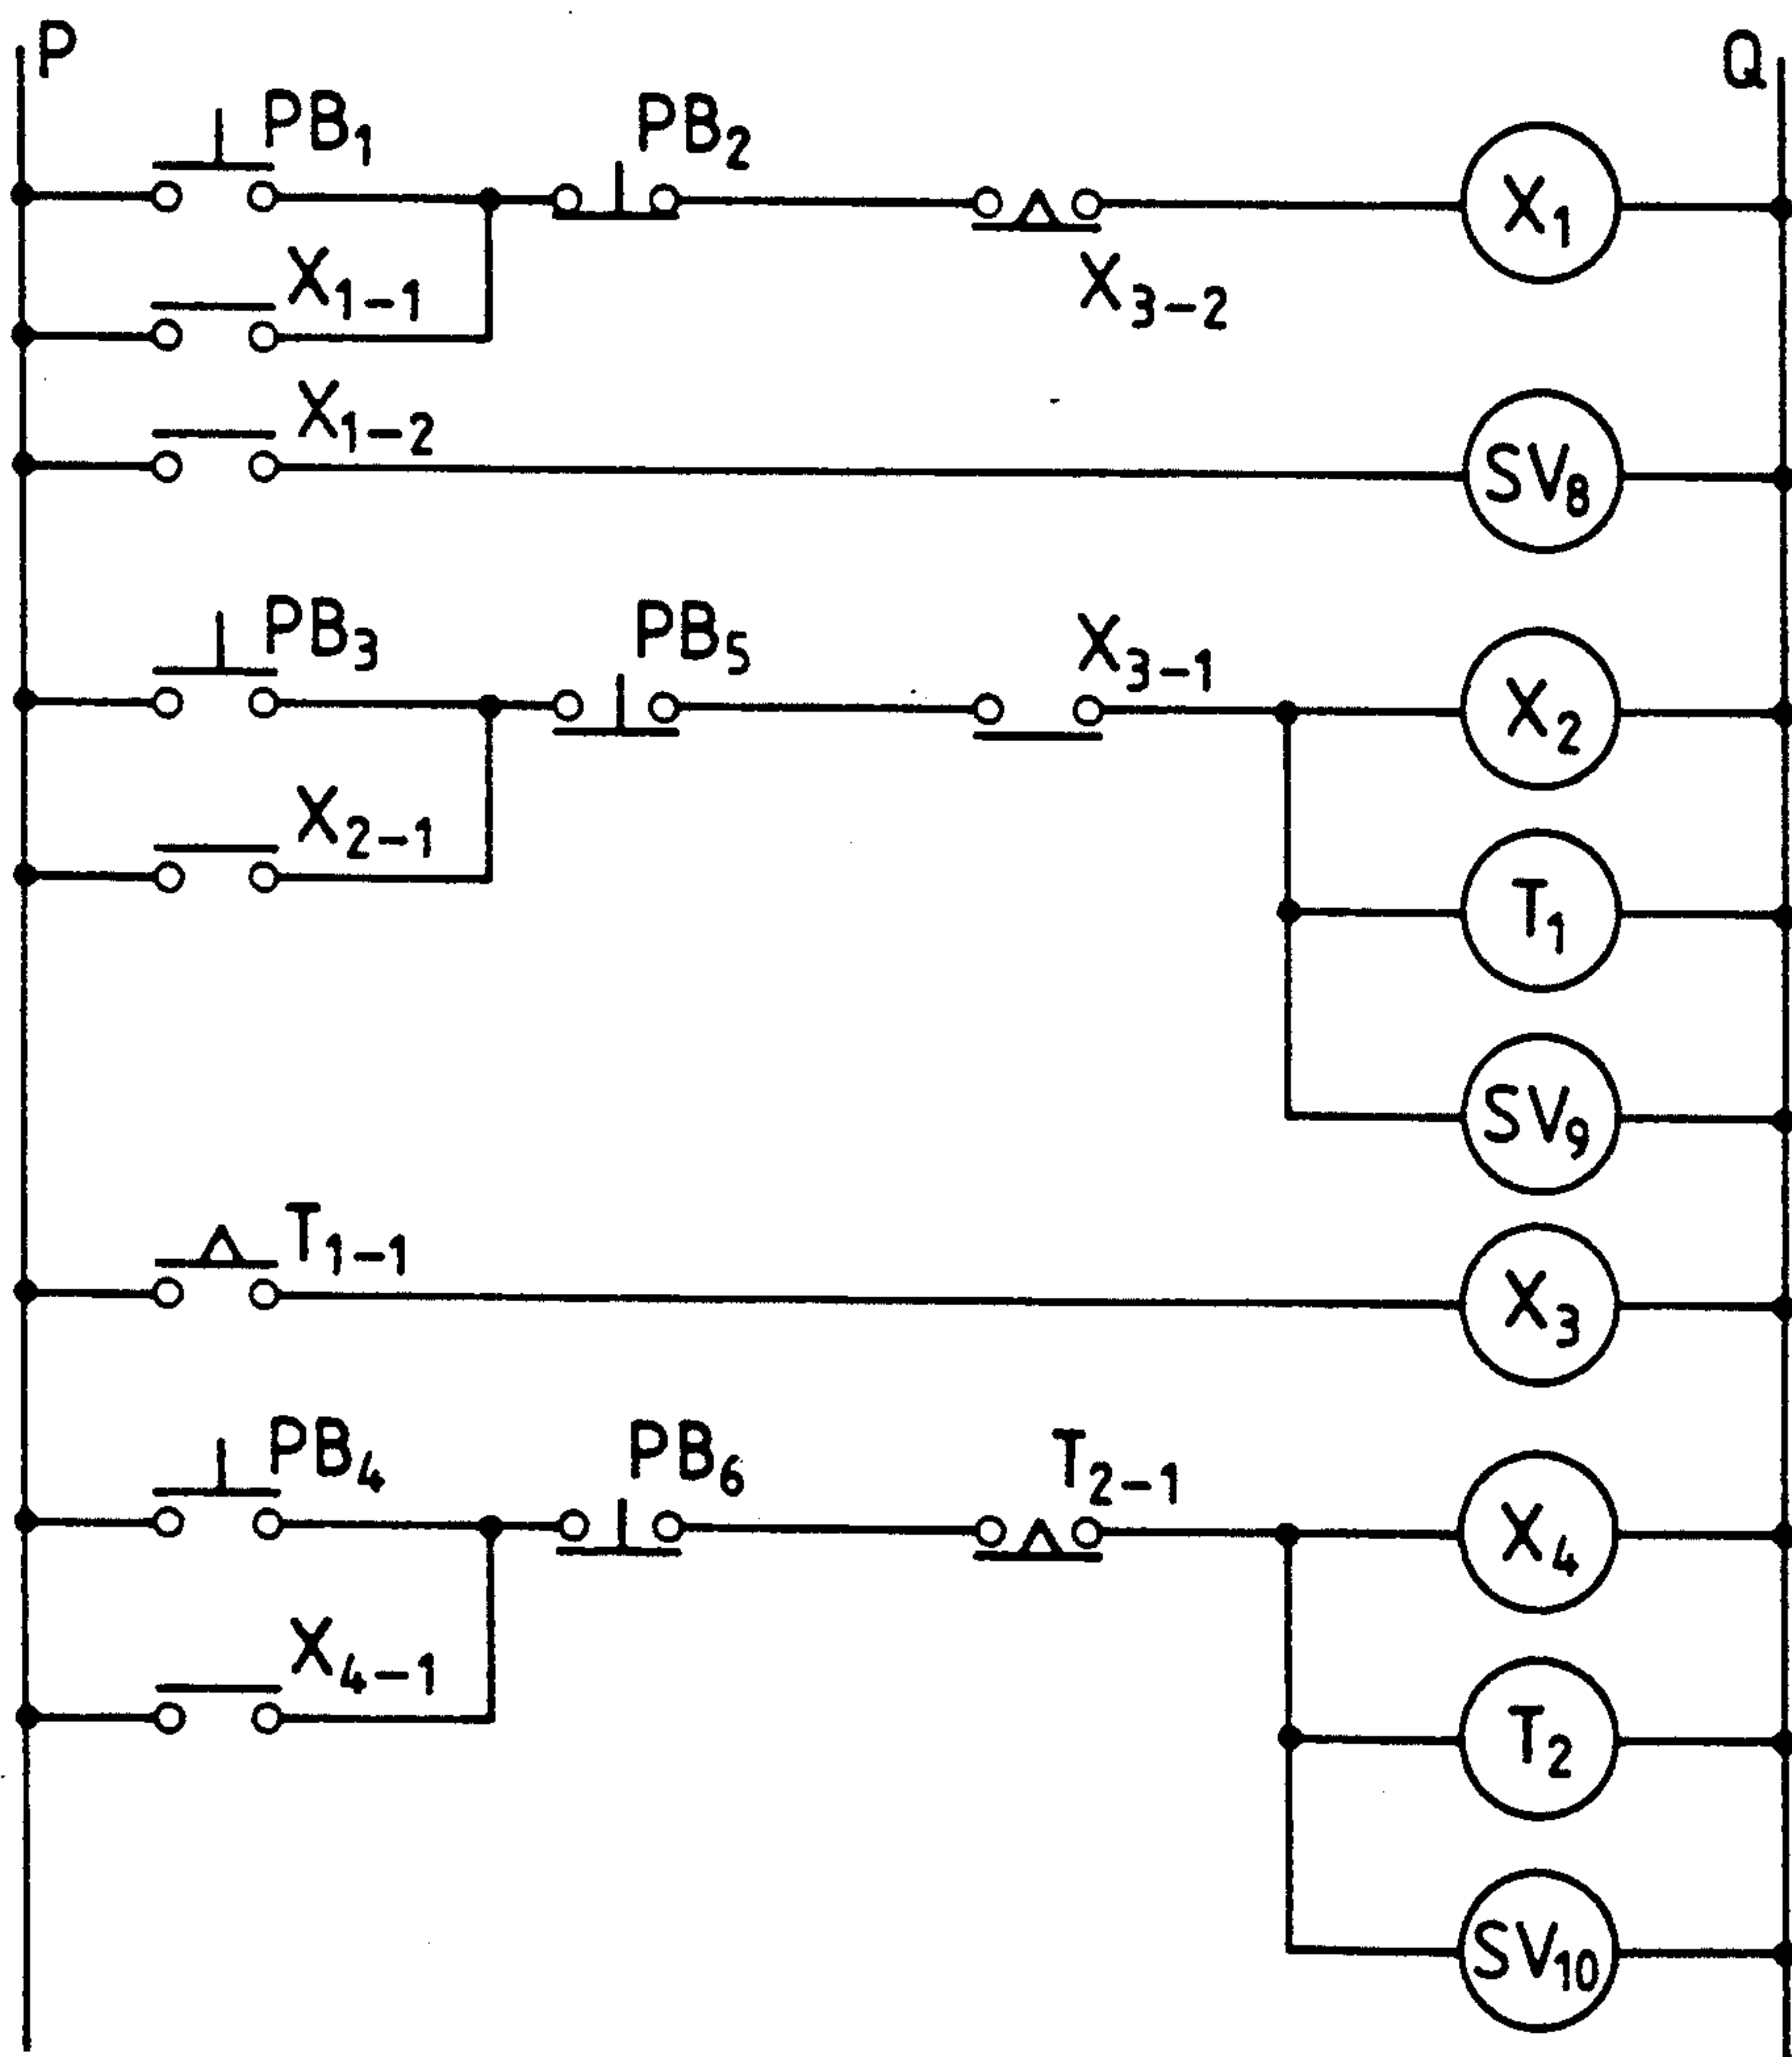 P Q
PB₁ PB₂ X₁
X₁₋₁ X₃₋₂
X₁₋₂ SV₈
PB₃ PB₅ X₃₋₁ X₂
X₂₋₁ T₁
SV₉
T₁₋₁ X₃
PB₄ PB₆ T₂₋₁ X₄
X₄₋₁ T₂
SV₁₀